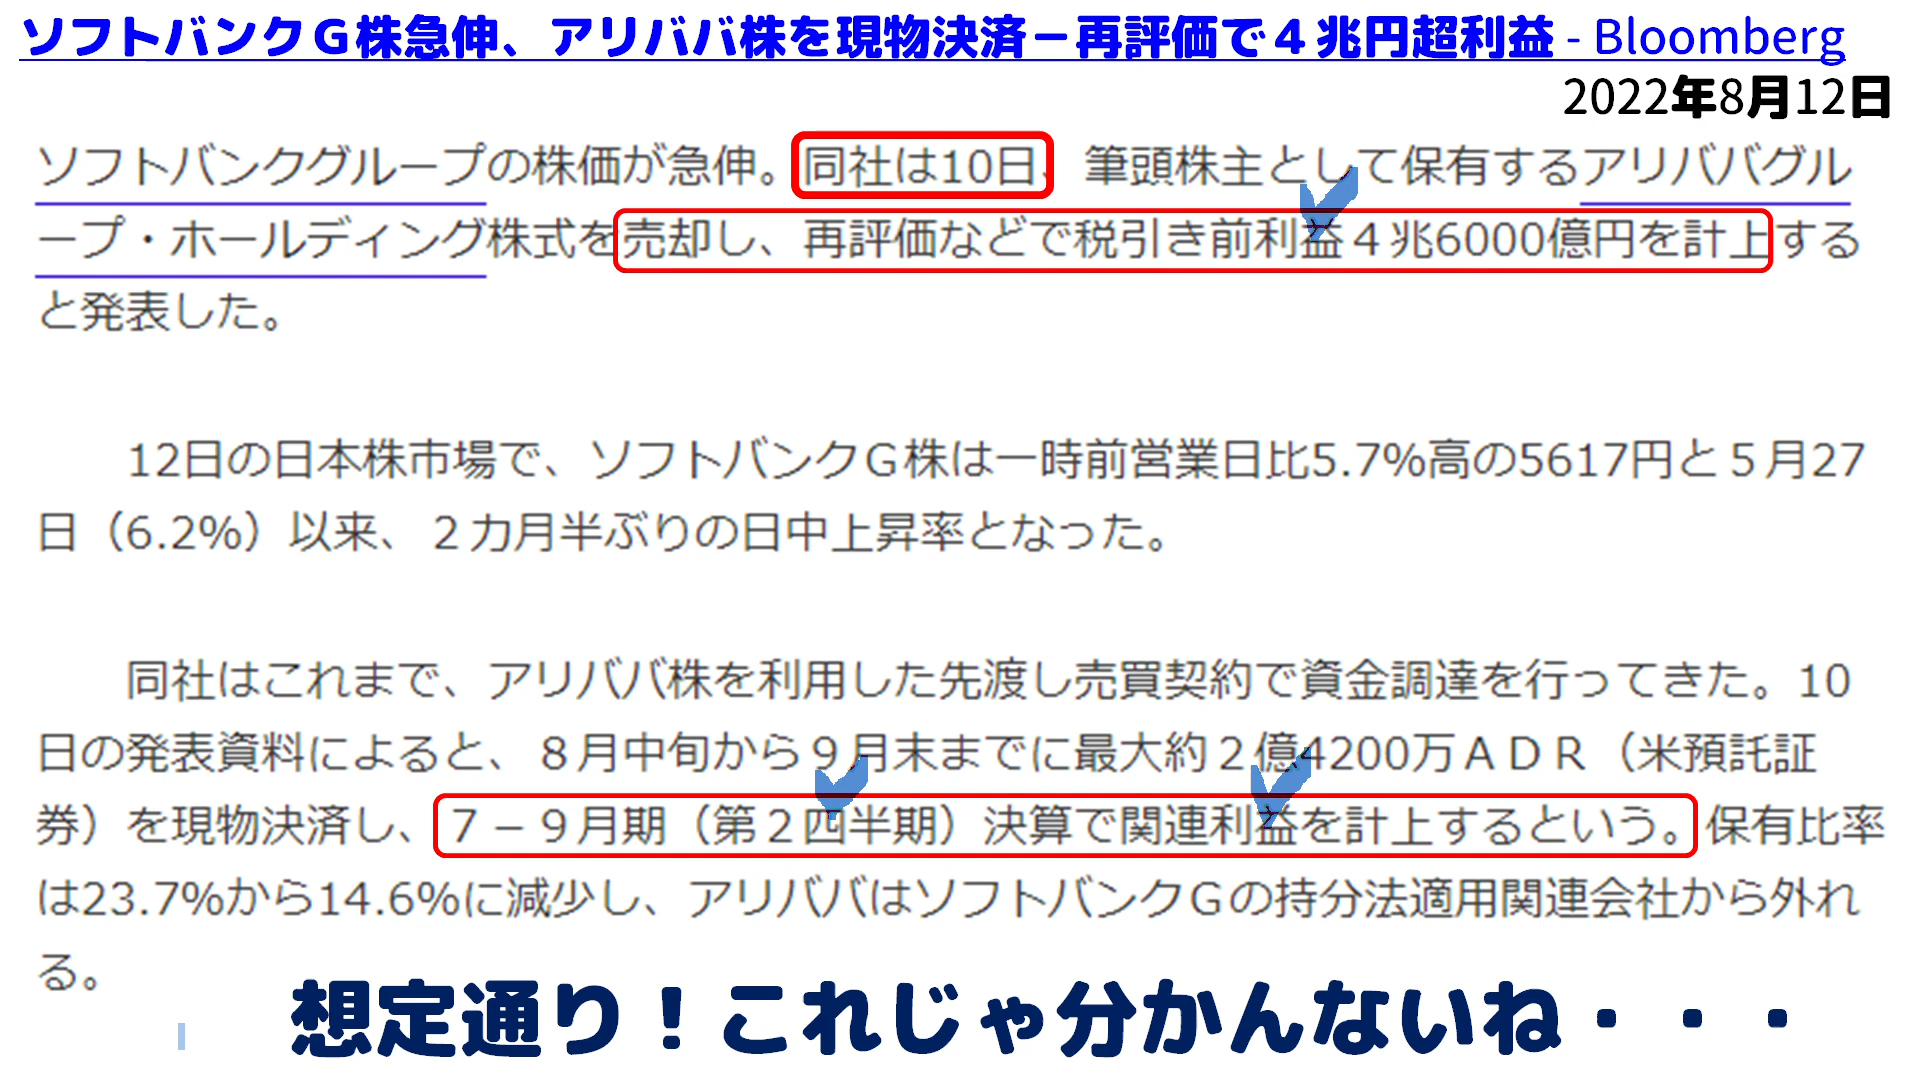 ソフトバンクＧ株急伸、アリババ株を現物決済－再評価で４兆円超利益 - Bloomberg
2022年8月12日
ソフトバンクグループの株価が急伸。同社は10日、筆頭株主として保有するアリババグル
ープ・ホールディング株式を売却し、再評価などで税引き前利益４兆6000億円を計上する
と発表した。
12日の日本株市場で、ソフトバンクＧ株は一時前営業日比5.7%高の5617円と５月27
日（6.2%）以来、２カ月半ぶりの日中上昇率となった。
同社はこれまで、アリババ株を利用した先渡し売買契約で資金調達を行ってきた。10
日の発表資料によると、８月中旬から９月末までに最大約２億4200万ＡＤＲ（米預託証
券）を現物決済し、７－９月期（第２四半期）決算で関連利益を計上するという。保有比率
は23.7%から14.6%に減少し、アリババはソフトバンクＧの持分法適用関連会社から外れ
る。
想定通り！これじゃ分かんないね・・・